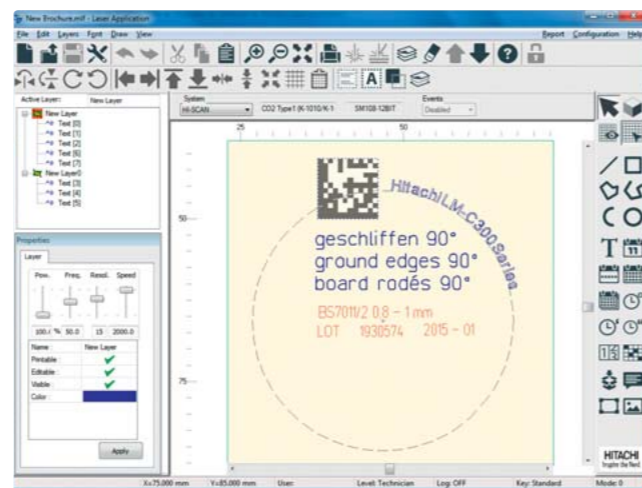 New Brochure.mlf - Laser Application
File Edit Layers Font Draw View
Report Configuration Help
Active Layer: New Layer
System
Events
HI-SCAN
CO2 Type1 (K-1010/K-1
SM108-12BIT
Disabled
New Layer
Text [0]
Text [1]
Text [2]
Text [6]
Text [7]
New Layer0
Text [3]
Text [4]
Text [5]
25
50
50
75
Hitachi LM-C300 Series
geschliffen 90°
ground edges 90°
board rodés 90°
BS7011/2 0.8 - 1 mm
LOT 1930574 2015 - 01
Properties
Layer
Pow. Freq. Resol. Speed
100.( % 50.0 15 2000.0
Name : New Layer
Printable :
Editable :
Visible :
Color :
Apply
T
11
HITACHI
Inspire the Next
X=75.000 mm Y=85.000 mm User: Level: Technician Log: OFF Key: Standard Mode: 0